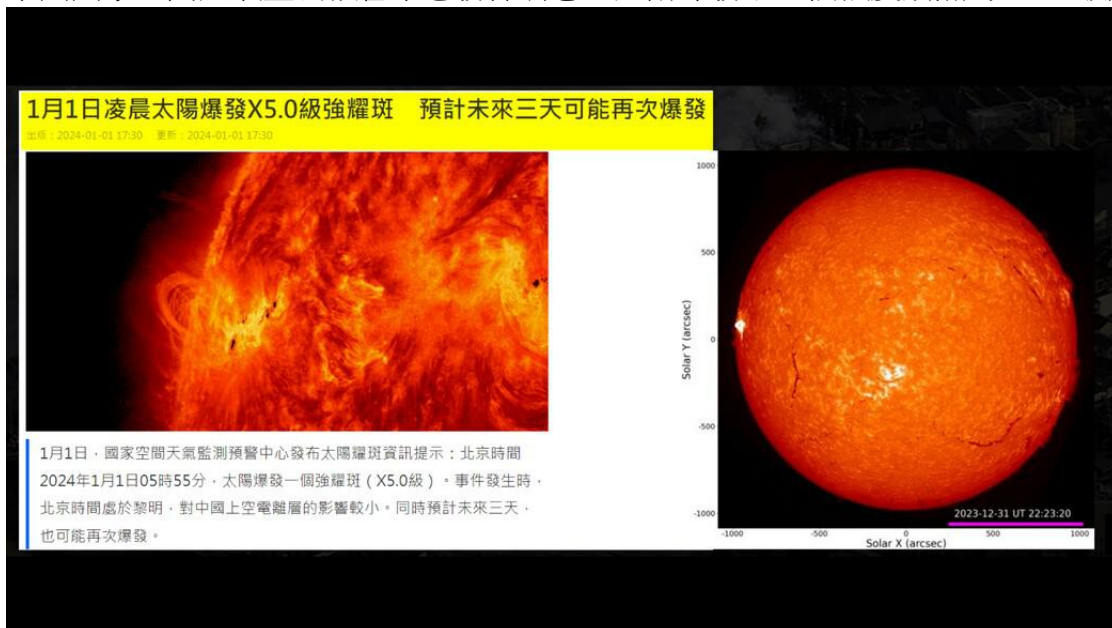 1月1日凌晨太陽爆發X5.0級強耀斑　預計未來三天可能再次爆發
出版：2024-01-01 17:30　更新：2024-01-01 17:30
1月1日，國家空間天氣監測預警中心發布太陽耀斑資訊提示：北京時間
2024年1月1日05時55分，太陽爆發一個強耀斑（X5.0級）。事件發生時，
北京時間處於黎明，對中國上空電離層的影響較小。同時預計未來三天，
也可能再次爆發。
1000
500
0
-500
-1000
Solar Y (arcsec)
2023-12-31 UT 22:23:20
-1000 -500 0 500 1000
Solar X (arcsec)